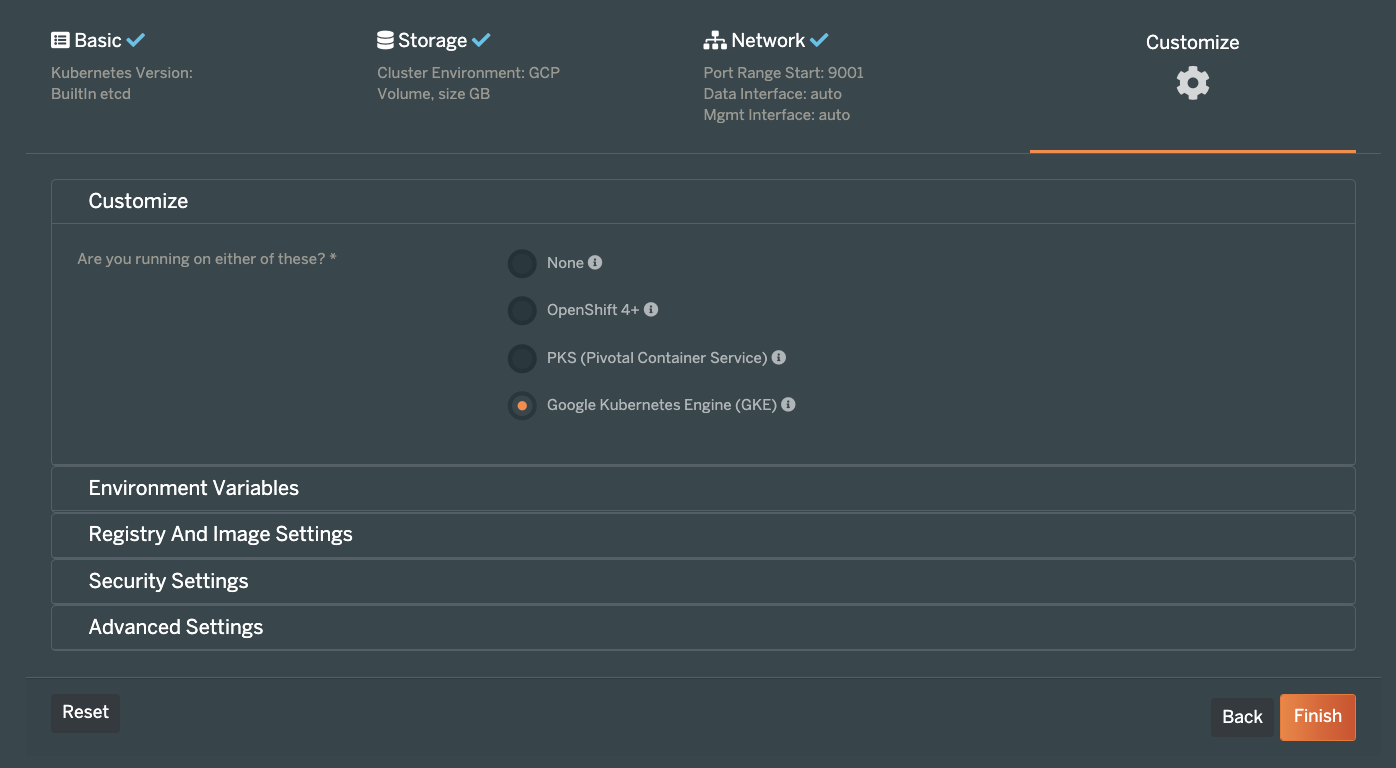 Basic
Kubernetes Version:
BuiltIn etcd
Storage
Cluster Environment: GCP
Volume, size GB
Network
Port Range Start: 9001
Data Interface: auto
Mgmt Interface: auto
Customize
Customize
Are you running on either of these? *
None
OpenShift 4+
PKS (Pivotal Container Service)
Google Kubernetes Engine (GKE)
Environment Variables
Registry And Image Settings
Security Settings
Advanced Settings
Reset
Back
Finish